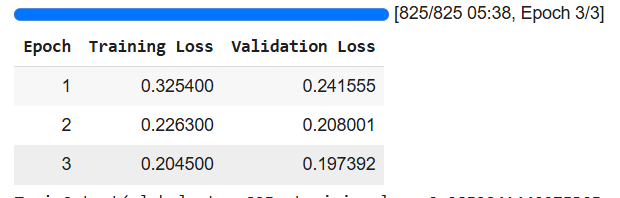 [825/825 05:38, Epoch 3/3]
Epoch Training Loss Validation Loss
1 0.325400 0.241555
2 0.226300 0.208001
3 0.204500 0.197392